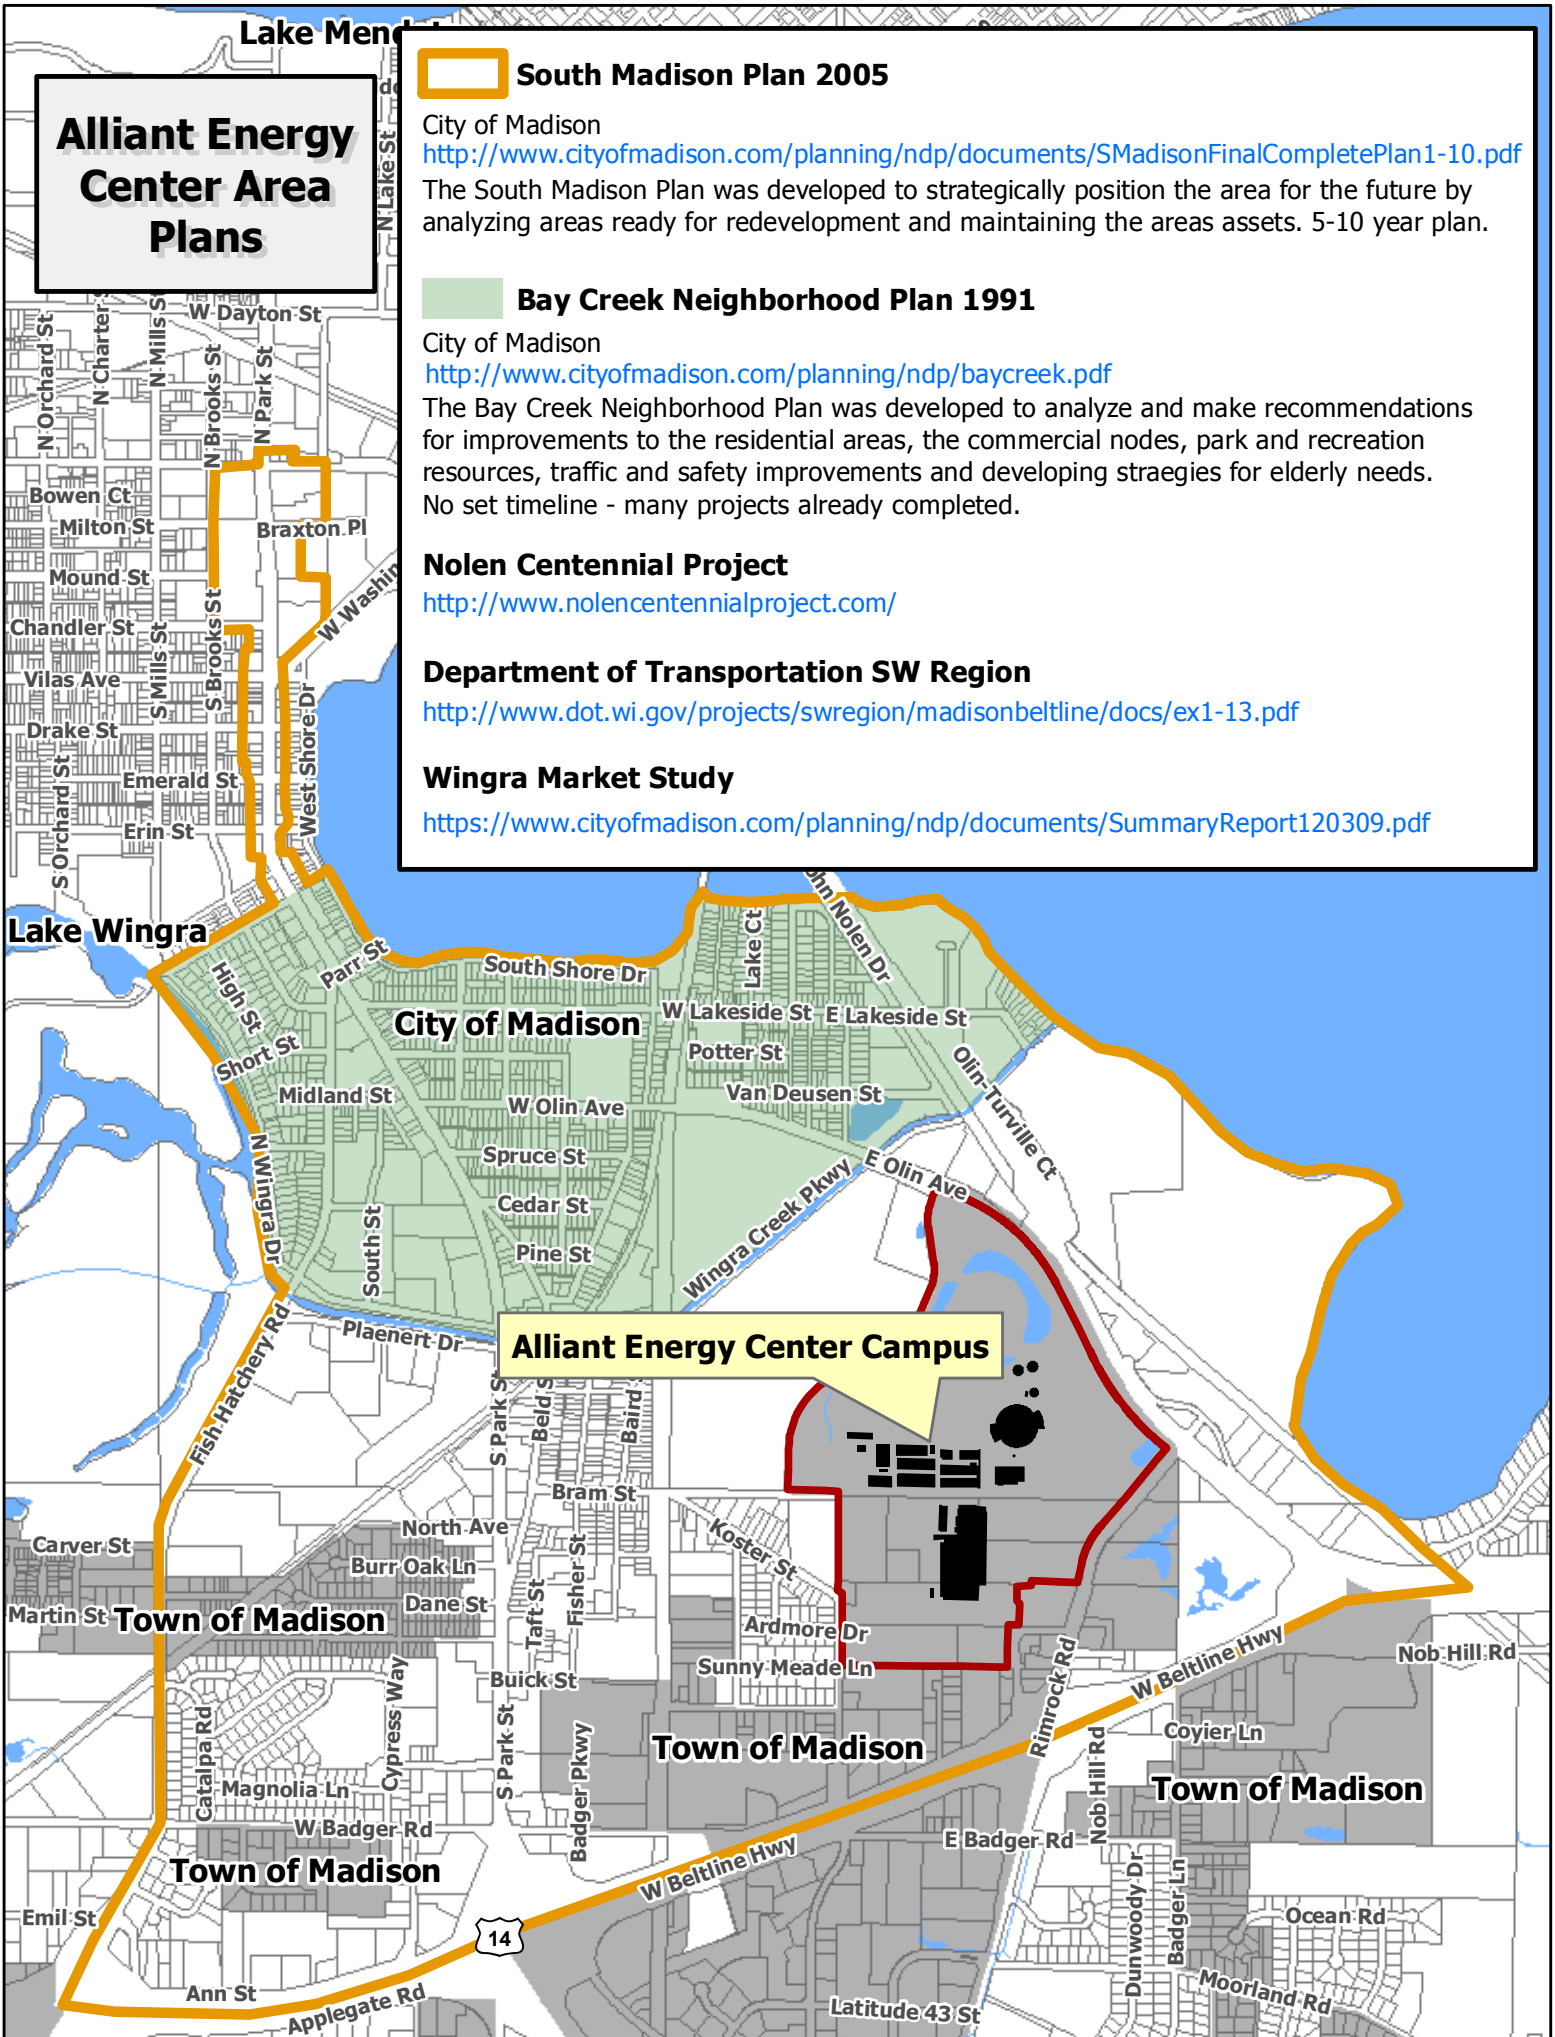 Lake Mendot
Alliant Energy
Center Area
Plans
South Madison Plan 2005
City of Madison
http://www.cityofmadison.com/planning/ndp/documents/SMadisonFinalCompletePlan1-10.pdf
The South Madison Plan was developed to strategically position the area for the future by
analyzing areas ready for redevelopment and maintaining the areas assets. 5-10 year plan.
Bay Creek Neighborhood Plan 1991
City of Madison
http://www.cityofmadison.com/planning/ndp/baycreek.pdf
The Bay Creek Neighborhood Plan was developed to analyze and make recommendations
for improvements to the residential areas, the commercial nodes, park and recreation
resources, traffic and safety improvements and developing straegies for elderly needs.
No set timeline - many projects already completed.
Nolen Centennial Project
http://www.nolencentennialproject.com/
Department of Transportation SW Region
http://www.dot.wi.gov/projects/swregion/madisonbeltline/docs/ex1-13.pdf
Wingra Market Study
https://www.cityofmadison.com/planning/ndp/documents/SummaryReport120309.pdf
N Lake St
W Dayton St
N Orchard St
N Charter
N Mills St
N Brooks St
N Park St
Bowen Ct
Milton St
Braxton Pl
Mound St
W Washin
Chandler St
S Mills St
S Brooks St
Vilas Ave
West Shore Dr
Drake St
Emerald St
S Orchard St
Erin St
Lake Wingra
High St
Parr St
South Shore Dr
Lake Ct
ohn Nolen Dr
City of Madison
W Lakeside St
E Lakeside St
Short St
Potter St
Olin-Turville Ct
Midland St
W Olin Ave
Van Deusen St
N Wingra Dr
Spruce St
E Olin Ave
Cedar St
South St
Pine St
Wingra Creek Pkwy
Plaenert Dr
Alliant Energy Center Campus
Fish Hatchery Rd
S Park St
Beld S
Baird
Bram St
Carver St
North Ave
Koster St
Burr Oak Ln
Fisher St
Taft St
Dane St
Martin St
Town of Madison
Ardmore Dr
Sunny Meade Ln
Buick St
Rimrock Rd
W Beltline Hwy
Nob Hill Rd
Catalpa Rd
Cypress Way
S Park St
Badger Pkwy
Town of Madison
Nob Hill Rd
Coyier Ln
Magnolia Ln
Town of Madison
W Badger Rd
E Badger Rd
Town of Madison
W Beltline Hwy
Dunwoody Dr
Badger Ln
Emil St
14
Ocean Rd
Ann St
Applegate Rd
Latitude 43 St
Moorland Rd